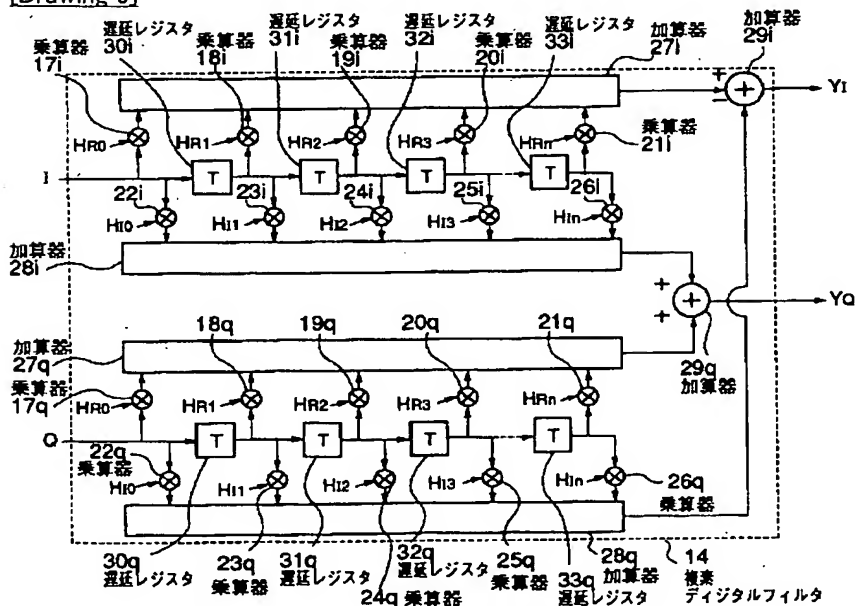 乗算器
17i
遅延レジスタ
30i
乗算器
18i
遅延レジスタ
31i
乗算器
19i
遅延レジスタ
32i
乗算器
20i
遅延レジスタ
33i
加算器
27i
加算器
29i
+
−
+
YI
HR0
HR1
HR2
HR3
HRn
乗算器
21i
I
T
T
T
T
22i
23i
24i
25i
26i
HI0
HI1
HI2
HI3
HIn
加算器
28i
+
+
+
YQ
29q
加算器
加算器
27q
乗算器
17q
18q
19q
20q
21q
HR0
HR1
HR2
HR3
HRn
Q
T
T
T
T
22q
乗算器
HI0
HI1
HI2
HI3
HIn
26q
乗算器
30q
遅延レジスタ
23q
乗算器
31q
遅延レジスタ
24q 乗算器
32q
遅延レジスタ
25q
乗算器
33q
遅延レジスタ
28q
加算器
14
複素
ディジタルフィルタ